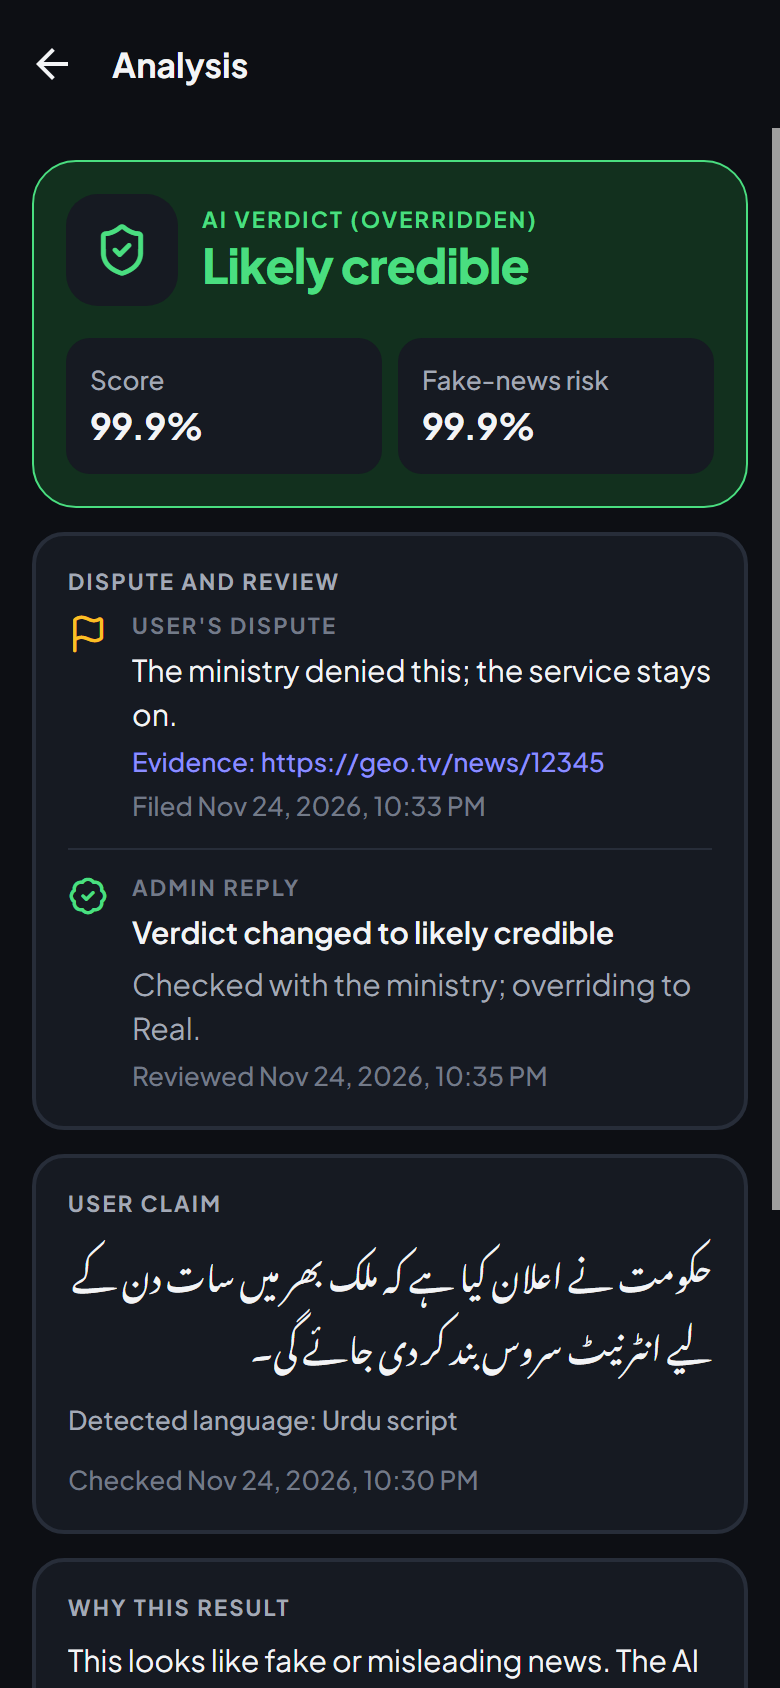 Analysis
AI VERDICT (OVERRIDDEN)
Likely credible
Score
99.9%
Fake-news risk
99.9%
DISPUTE AND REVIEW
USER'S DISPUTE
The ministry denied this; the service stays
on.
Evidence: https://geo.tv/news/12345
Filed Nov 24, 2026, 10:33 PM
ADMIN REPLY
Verdict changed to likely credible
Checked with the ministry; overriding to
Real.
Reviewed Nov 24, 2026, 10:35 PM
USER CLAIM
حکومت نے اعلان کیا ہے کہ ملک بھر میں سات دن کے
لیے انٹرنیٹ سروس بند کر دی جائے گی۔
Detected language: Urdu script
Checked Nov 24, 2026, 10:30 PM
WHY THIS RESULT
This looks like fake or misleading news. The AI